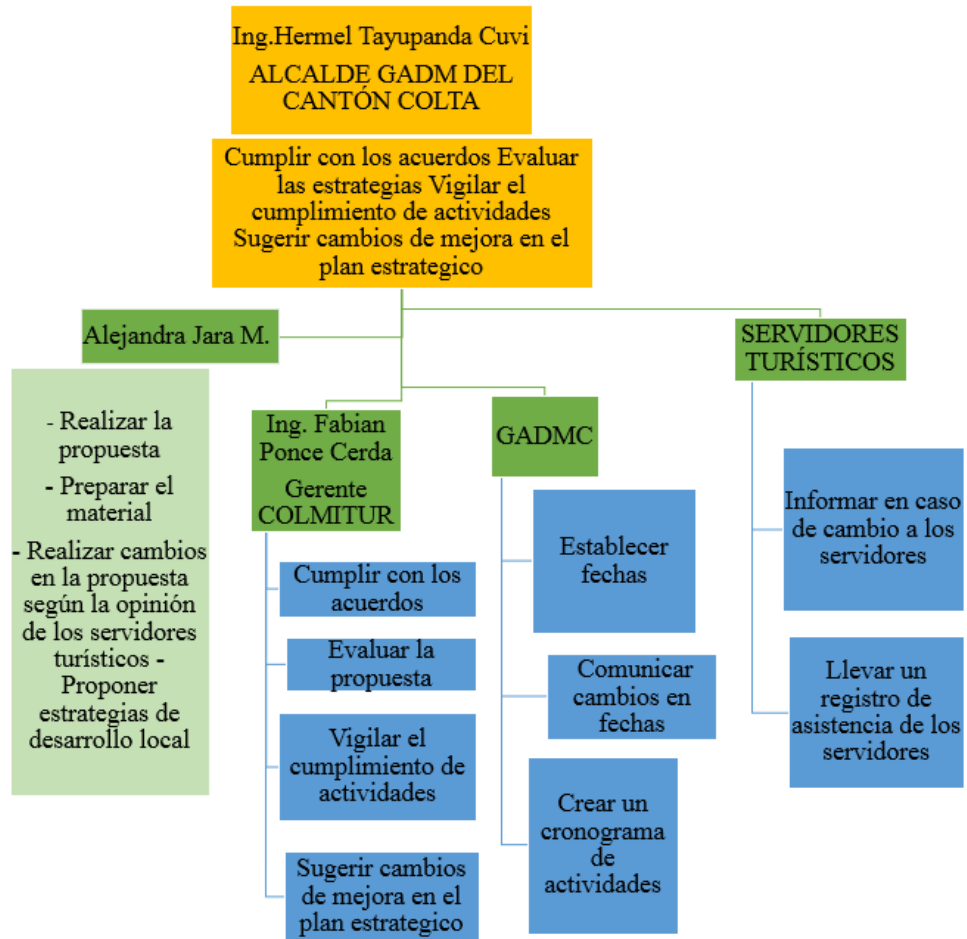 Ing.Hermel Tayupanda Cuvi
ALCALDE GADM DEL
CANTÓN COLTA
Cumplir con los acuerdos Evaluar
las estrategias Vigilar el
cumplimiento de actividades
Sugerir cambios de mejora en el
plan estrategico
Alejandra Jara M.
- Realizar la
propuesta
- Preparar el
material
- Realizar cambios
en la propuesta
según la opinión
de los servidores
turísticos -
Proponer
estrategias de
desarrollo local
Ing. Fabian
Ponce Cerda
Gerente
COLMITUR
Cumplir con los
acuerdos
Evaluar la
propuesta
Vigilar el
cumplimiento de
actividades
Sugerir cambios
de mejora en el
plan estrategico
GADMC
Establecer
fechas
Comunicar
cambios en
fechas
Crear un
cronograma
de
actividades
SERVIDORES
TURÍSTICOS
Informar en caso
de cambio a los
servidores
Llevar un
registro de
asistencia de los
servidores